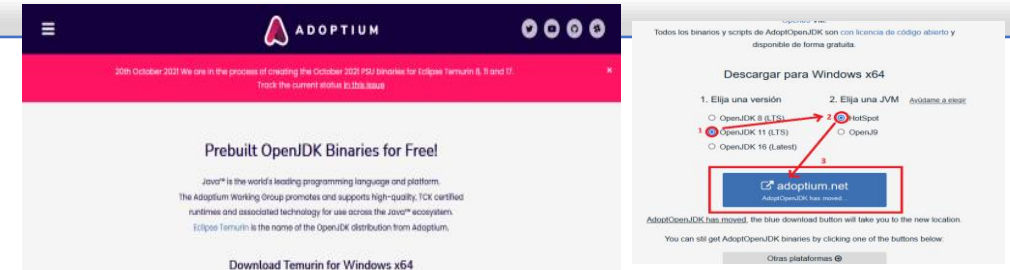 ADOPTIUM
20th October 2021 We are in the process of creating the October 2021 PSU binaries for Eclipse Temurin 8, 11 and 17.
Track the current status in this issue
×
Prebuilt OpenJDK Binaries for Free!
Java™ is the world's leading programming language and platform.
The Adoptium Working Group promotes and supports high-quality, TCK certified
runtimes and associated technology for use across the Java™ ecosystem.
Eclipse Temurin is the name of the OpenJDK distribution from Adoptium.
Download Temurin for Windows x64
Todos los binarios y scripts de AdoptOpenJDK son con licencia de código abierto y
disponible de forma gratuita.
Descargar para Windows x64
1. Elija una versión
2. Elija una JVM Ayúdame a elegir
OpenJDK 8 (LTS)
1 OpenJDK 11 (LTS)
OpenJDK 16 (Latest)
2 HotSpot
OpenJ9
3
adoptium.net
AdoptOpenJDK has moved...
AdoptOpenJDK has moved, the blue download button will take you to the new location.
You can stil get AdoptOpenJDK binaries by clicking one of the buttons below:
Otras plataformas